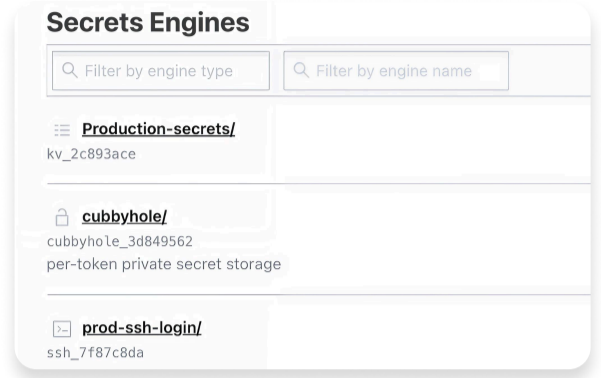 Secrets Engines
Filter by engine type
Filter by engine name
Production-secrets/
kv_2c893ace
cubbyhole/
cubbyhole_3d849562
per-token private secret storage
prod-ssh-login/
ssh_7f87c8da